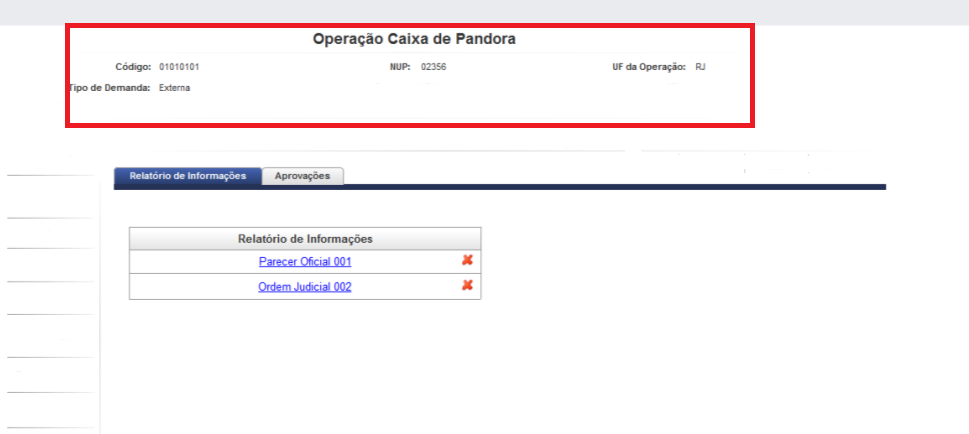 Operação Caixa de Pandora
Código: 01010101 NUP: 02356 UF da Operação: RJ
Tipo de Demanda: Externa
Relatório de Informações Aprovações
Relatório de Informações
Parecer Oficial 001
Ordem Judicial 002